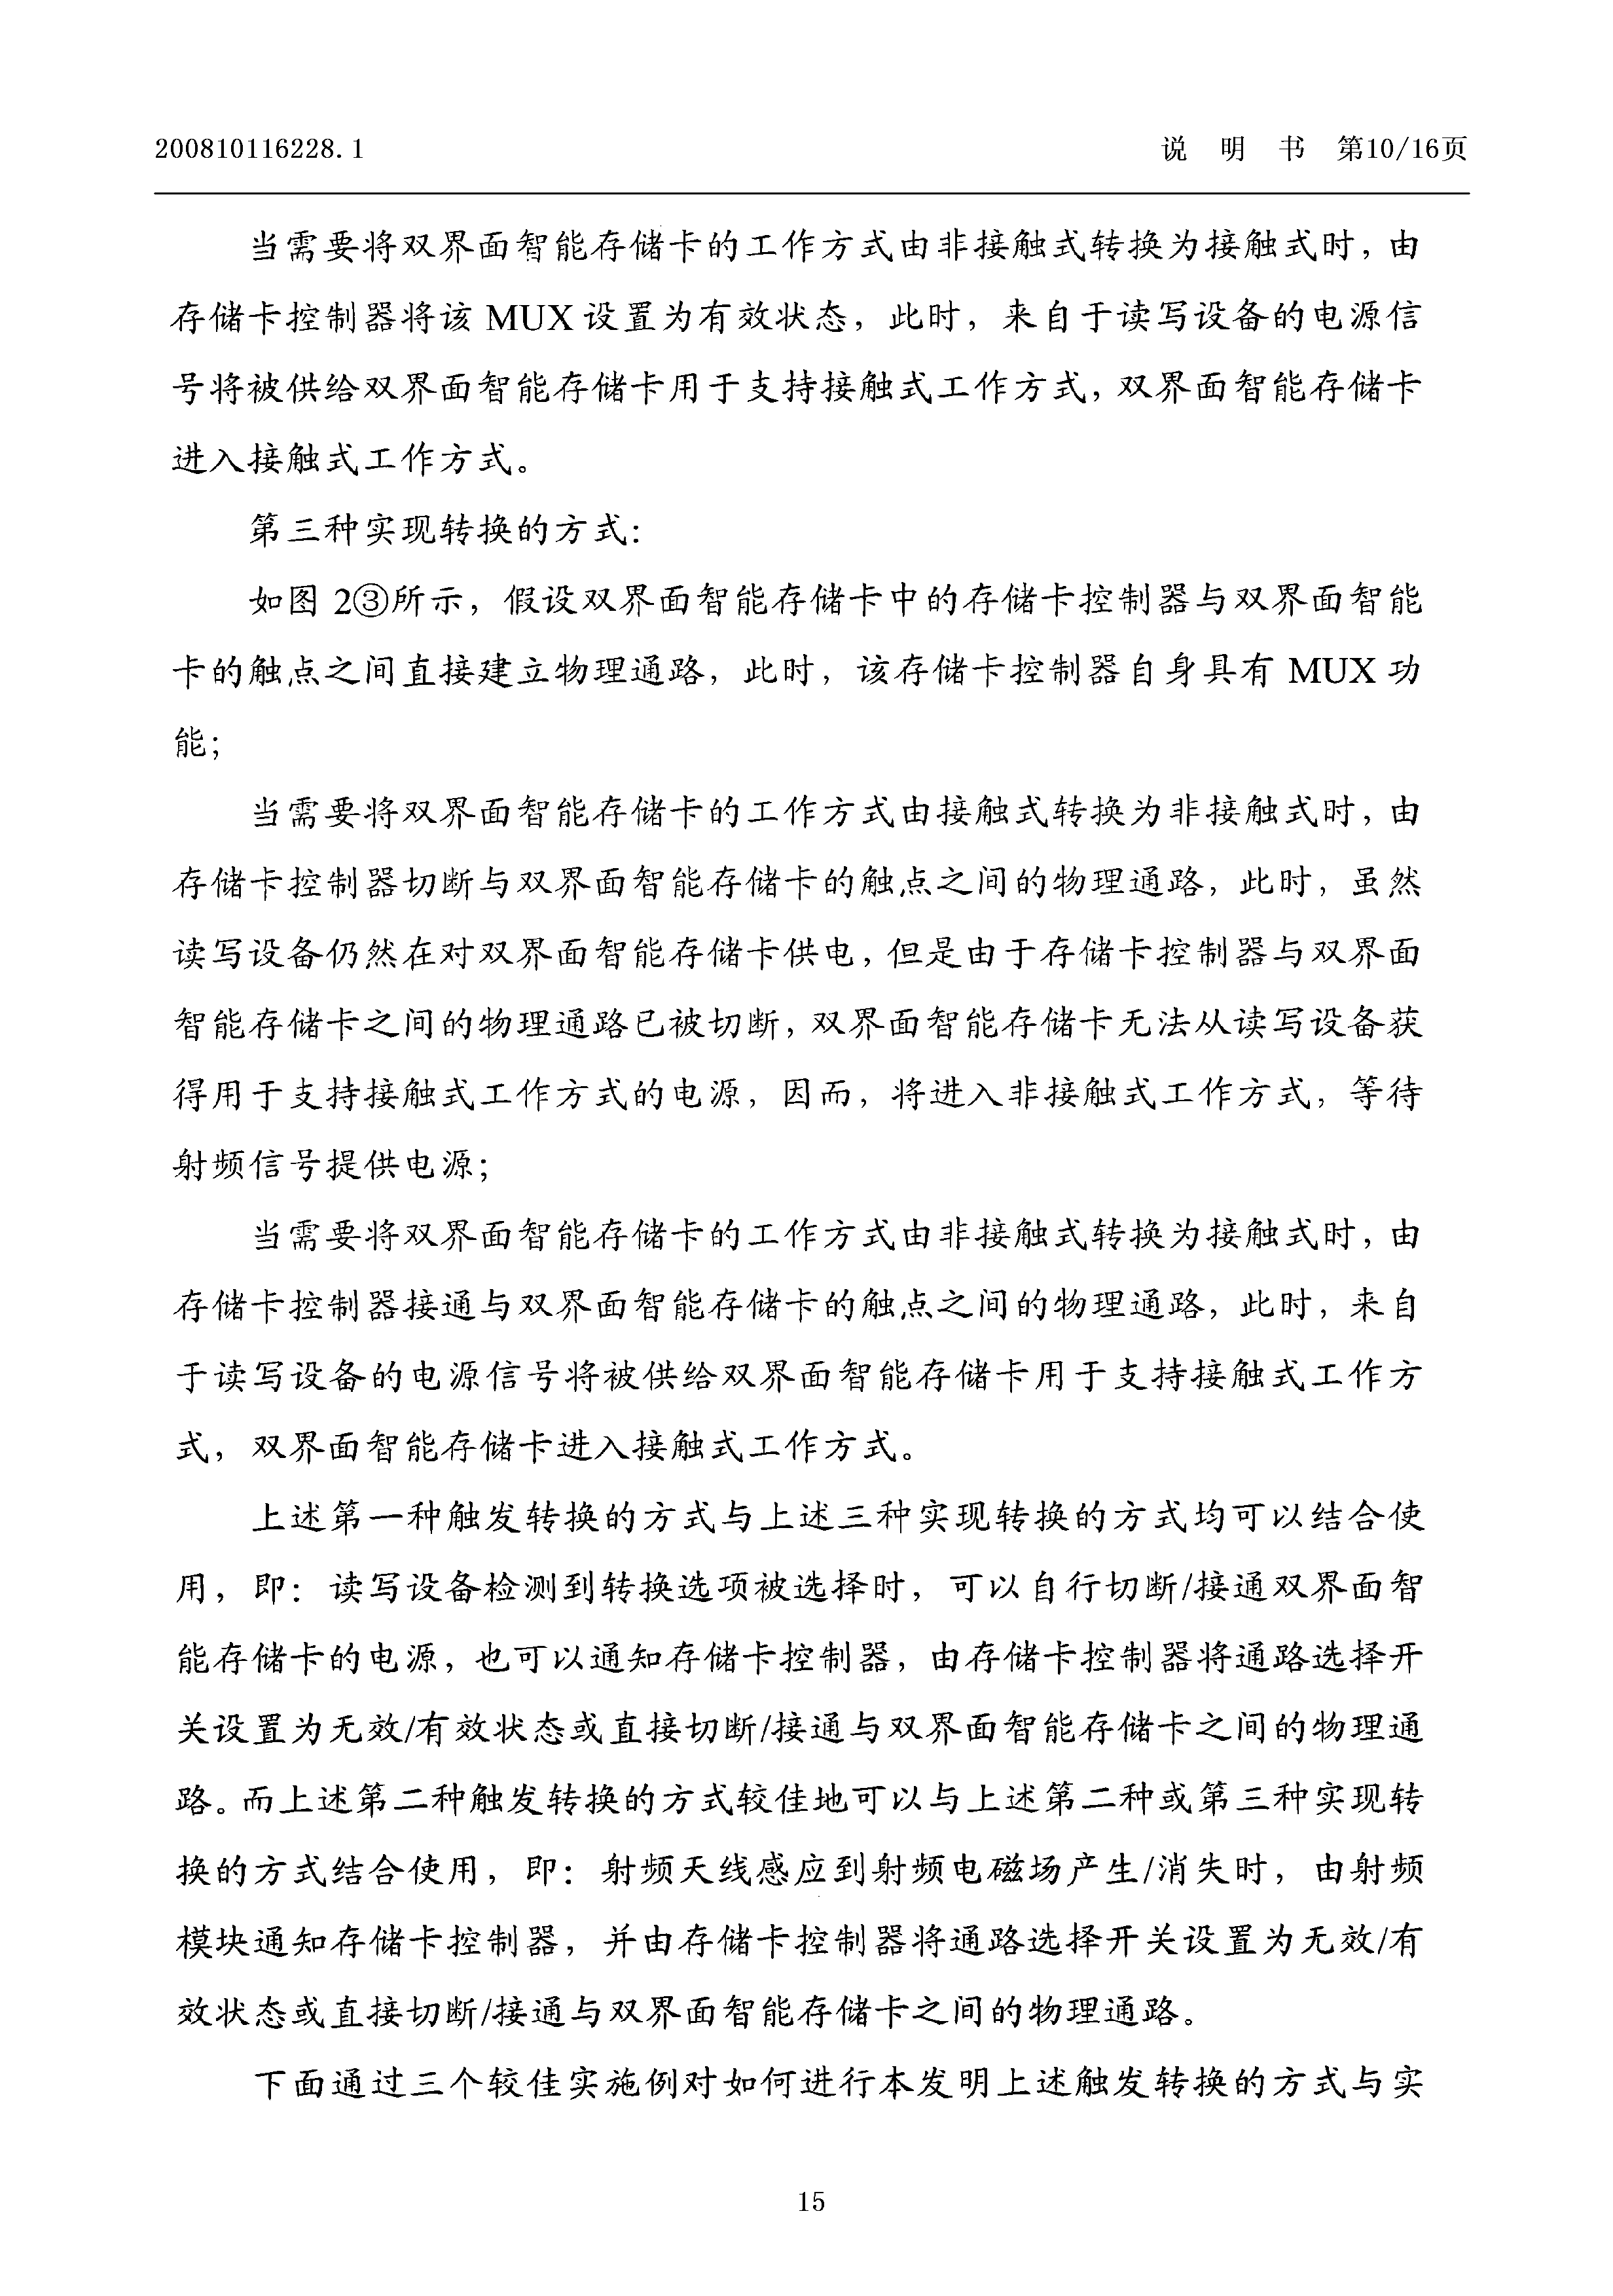 200810116228.1 说 明 书 第10/16页
当需要将双界面智能存储卡的工作方式由非接触式转换为接触式时，由
存储卡控制器将该 MUX 设置为有效状态，此时，来自于读写设备的电源信
号将被供给双界面智能存储卡用于支持接触式工作方式，双界面智能存储卡
进入接触式工作方式。
第三种实现转换的方式：
如图 2③所示，假设双界面智能存储卡中的存储卡控制器与双界面智能
卡的触点之间直接建立物理通路，此时，该存储卡控制器自身具有 MUX 功
能；
当需要将双界面智能存储卡的工作方式由接触式转换为非接触式时，由
存储卡控制器切断与双界面智能存储卡的触点之间的物理通路，此时，虽然
读写设备仍然在对双界面智能存储卡供电，但是由于存储卡控制器与双界面
智能存储卡之间的物理通路已被切断，双界面智能存储卡无法从读写设备获
得用于支持接触式工作方式的电源，因而，将进入非接触式工作方式，等待
射频信号提供电源；
当需要将双界面智能存储卡的工作方式由非接触式转换为接触式时，由
存储卡控制器接通与双界面智能存储卡的触点之间的物理通路，此时，来自
于读写设备的电源信号将被供给双界面智能存储卡用于支持接触式工作方
式，双界面智能存储卡进入接触式工作方式。
上述第一种触发转换的方式与上述三种实现转换的方式均可以结合使
用，即：读写设备检测到转换选项被选择时，可以自行切断/接通双界面智
能存储卡的电源，也可以通知存储卡控制器，由存储卡控制器将通路选择开
关设置为无效/有效状态或直接切断/接通与双界面智能存储卡之间的物理通
路。而上述第二种触发转换的方式较佳地可以与上述第二种或第三种实现转
换的方式结合使用，即：射频天线感应到射频电磁场产生/消失时，由射频
模块通知存储卡控制器，并由存储卡控制器将通路选择开关设置为无效/有
效状态或直接切断/接通与双界面智能存储卡之间的物理通路。
下面通过三个较佳实施例对如何进行本发明上述触发转换的方式与实
15